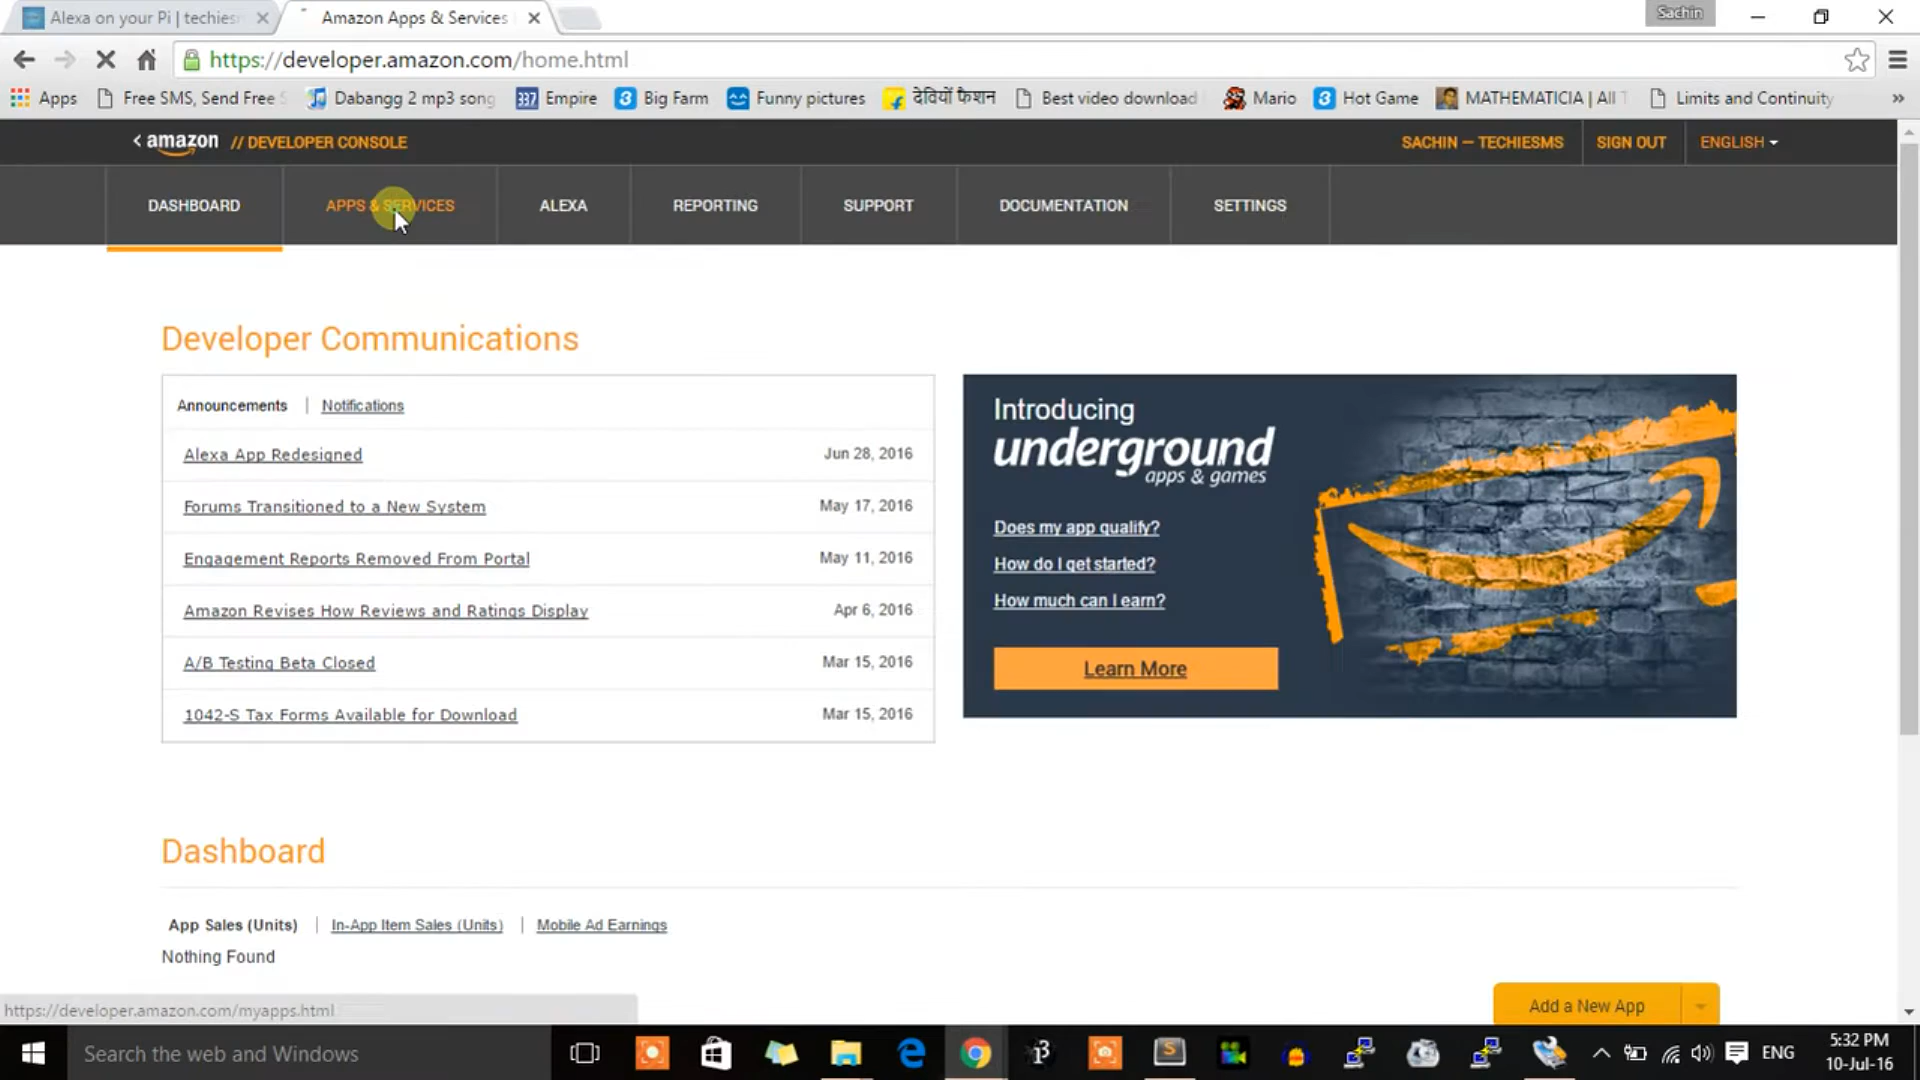 Alexa on your Pi | techiesm
Amazon Apps & Services
Sachin
https://developer.amazon.com/home.html
Apps
Free SMS, Send Free S
Dabangg 2 mp3 song
337
Empire
Big Farm
Funny pictures
देवियों फैशन
Best video download
Mario
Hot Game
MATHEMATICIA | All T
Limits and Continuity
»
< amazon // DEVELOPER CONSOLE
SACHIN — TECHIESMS
SIGN OUT
ENGLISH
DASHBOARD
APPS & SERVICES
ALEXA
REPORTING
SUPPORT
DOCUMENTATION
SETTINGS
Developer Communications
Announcements | Notifications
Alexa App Redesigned Jun 28, 2016
Forums Transitioned to a New System May 17, 2016
Engagement Reports Removed From Portal May 11, 2016
Amazon Revises How Reviews and Ratings Display Apr 6, 2016
A/B Testing Beta Closed Mar 15, 2016
1042-S Tax Forms Available for Download Mar 15, 2016
Introducing
underground
apps & games
Does my app qualify?
How do I get started?
How much can I earn?
Learn More
Dashboard
App Sales (Units) | In-App Item Sales (Units) | Mobile Ad Earnings
Nothing Found
Add a New App
https://developer.amazon.com/myapps.html
Search the web and Windows
ENG
5:32 PM
10-Jul-16